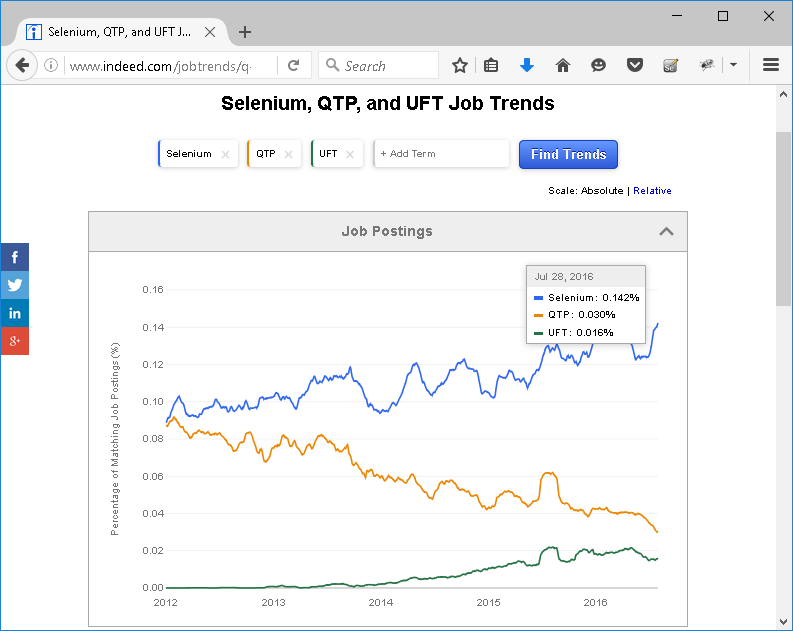 Selenium, QTP, and UFT J...
www.indeed.com/jobtrends/q
Search
Selenium, QTP, and UFT Job Trends
Selenium QTP UFT + Add Term Find Trends
Scale: Absolute | Relative
Job Postings
Jul 28, 2016
Selenium: 0.142%
QTP: 0.030%
UFT: 0.016%
Percentage of Matching Job Postings (%)
0.16
0.14
0.12
0.10
0.08
0.06
0.04
0.02
0.00
2012 2013 2014 2015 2016
f
in
g+